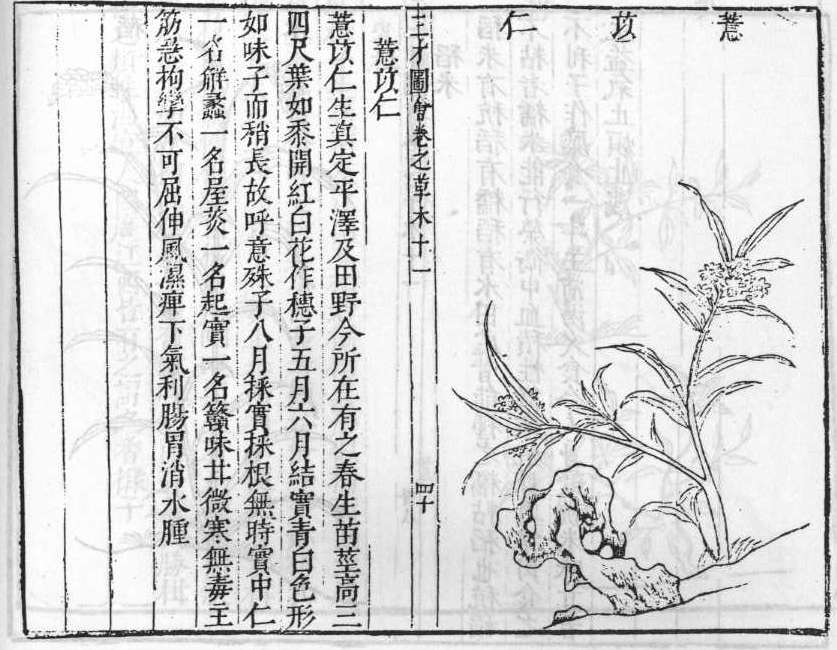 薏苡仁
三才圖會卷之草木十一
四十
薏苡仁
薏苡仁生真定平澤及田野今所在有之春生苗莖高三
四尺葉如黍開紅白花作穗子五月六月結實青白色形
如味子而稍長故呼意殊子八月採實採根無時實中仁
一名解蠡一名屋菼一名起實一名贛味甘微寒無毒主
筋急拘攣不可屈伸風濕痺下氣利腸胃消水腫